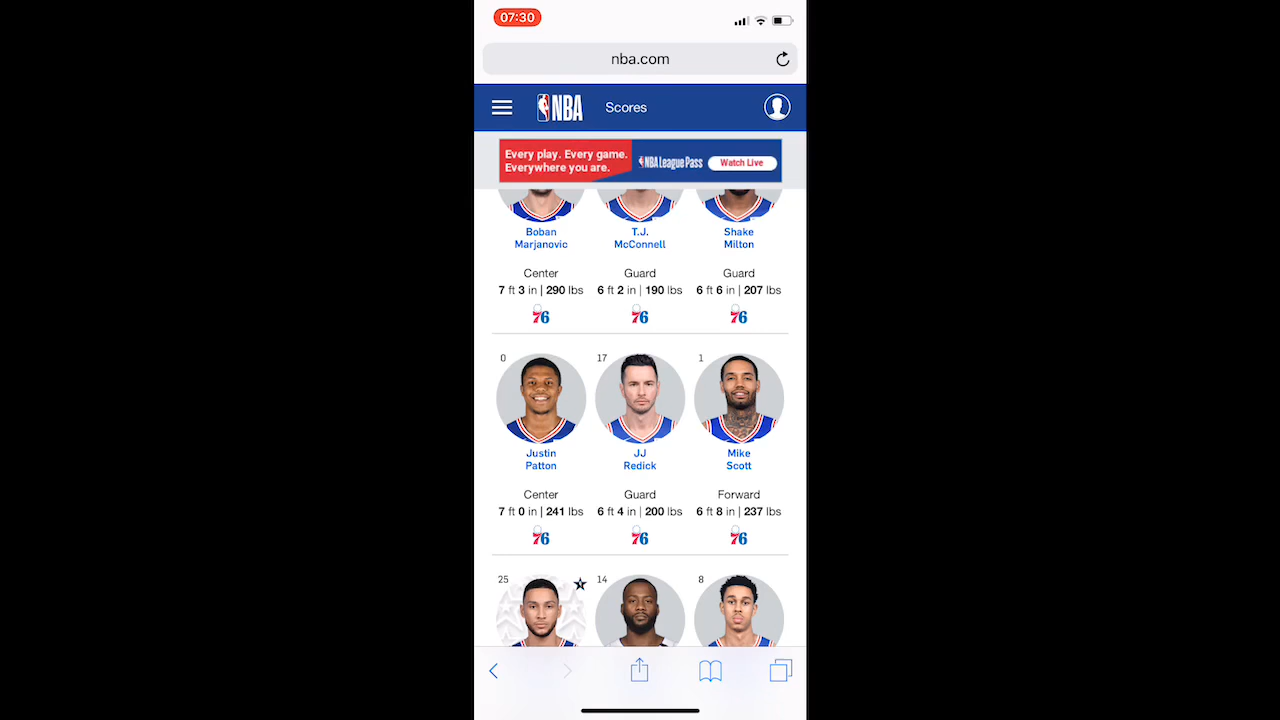 07:30
nba.com
NBA Scores
Every play. Every game.
Everywhere you are.
NBA League Pass
Watch Live
Boban
Marjanovic
T.J.
McConnell
Shake
Milton
Center
Guard
Guard
7 ft 3 in | 290 lbs
6 ft 2 in | 190 lbs
6 ft 6 in | 207 lbs
76
76
76
0
17
1
Justin
Patton
JJ
Redick
Mike
Scott
Center
Guard
Forward
7 ft 0 in | 241 lbs
6 ft 4 in | 200 lbs
6 ft 8 in | 237 lbs
76
76
76
25
14
8